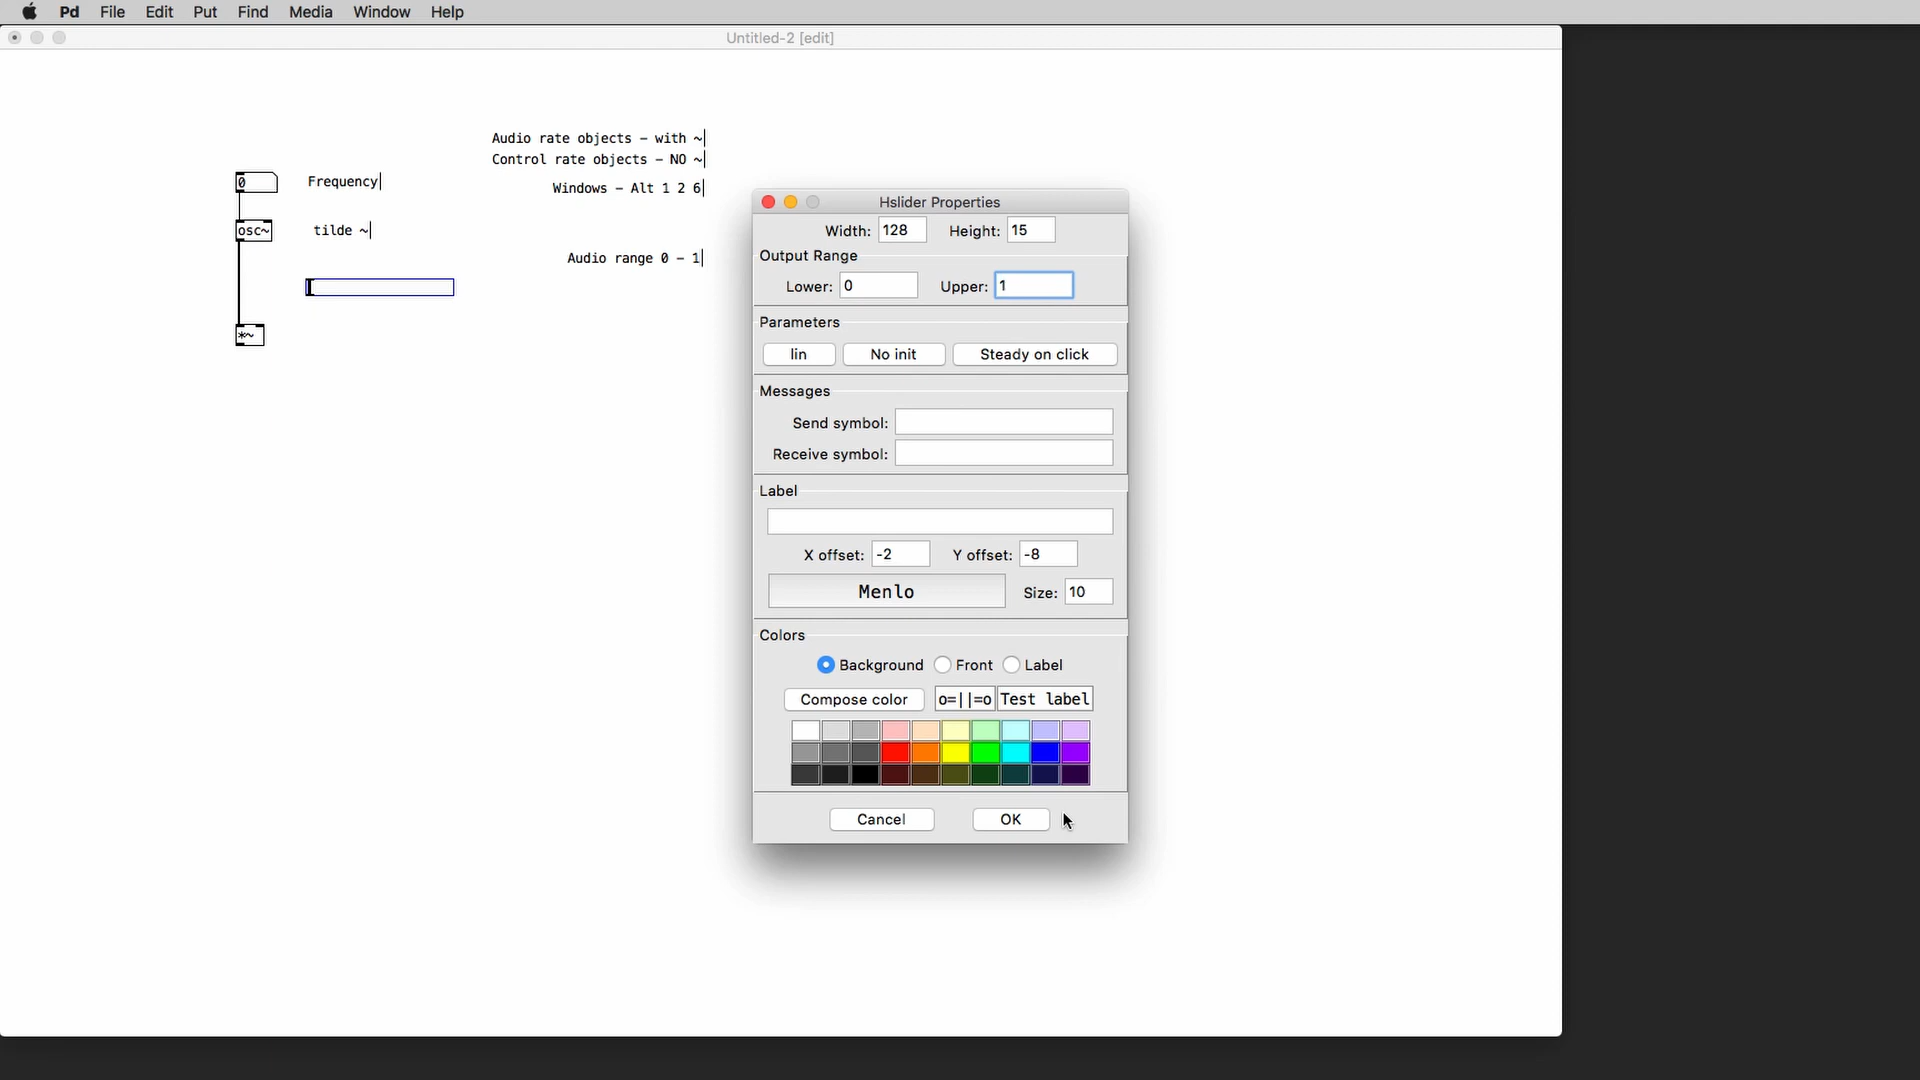 Pd File Edit Put Find Media Window Help
Untitled-2 [edit]
Audio rate objects - with ~
Control rate objects - NO ~
0 Frequency
Windows - Alt 1 2 6
osc~ tilde ~
Audio range 0 - 1
*~
Hslider Properties
Width: 128 Height: 15
Output Range
Lower: 0 Upper: 1
Parameters
lin No init Steady on click
Messages
Send symbol:
Receive symbol:
Label
X offset: -2 Y offset: -8
Menlo Size: 10
Colors
Background Front Label
Compose color o=||=o Test label
Cancel OK